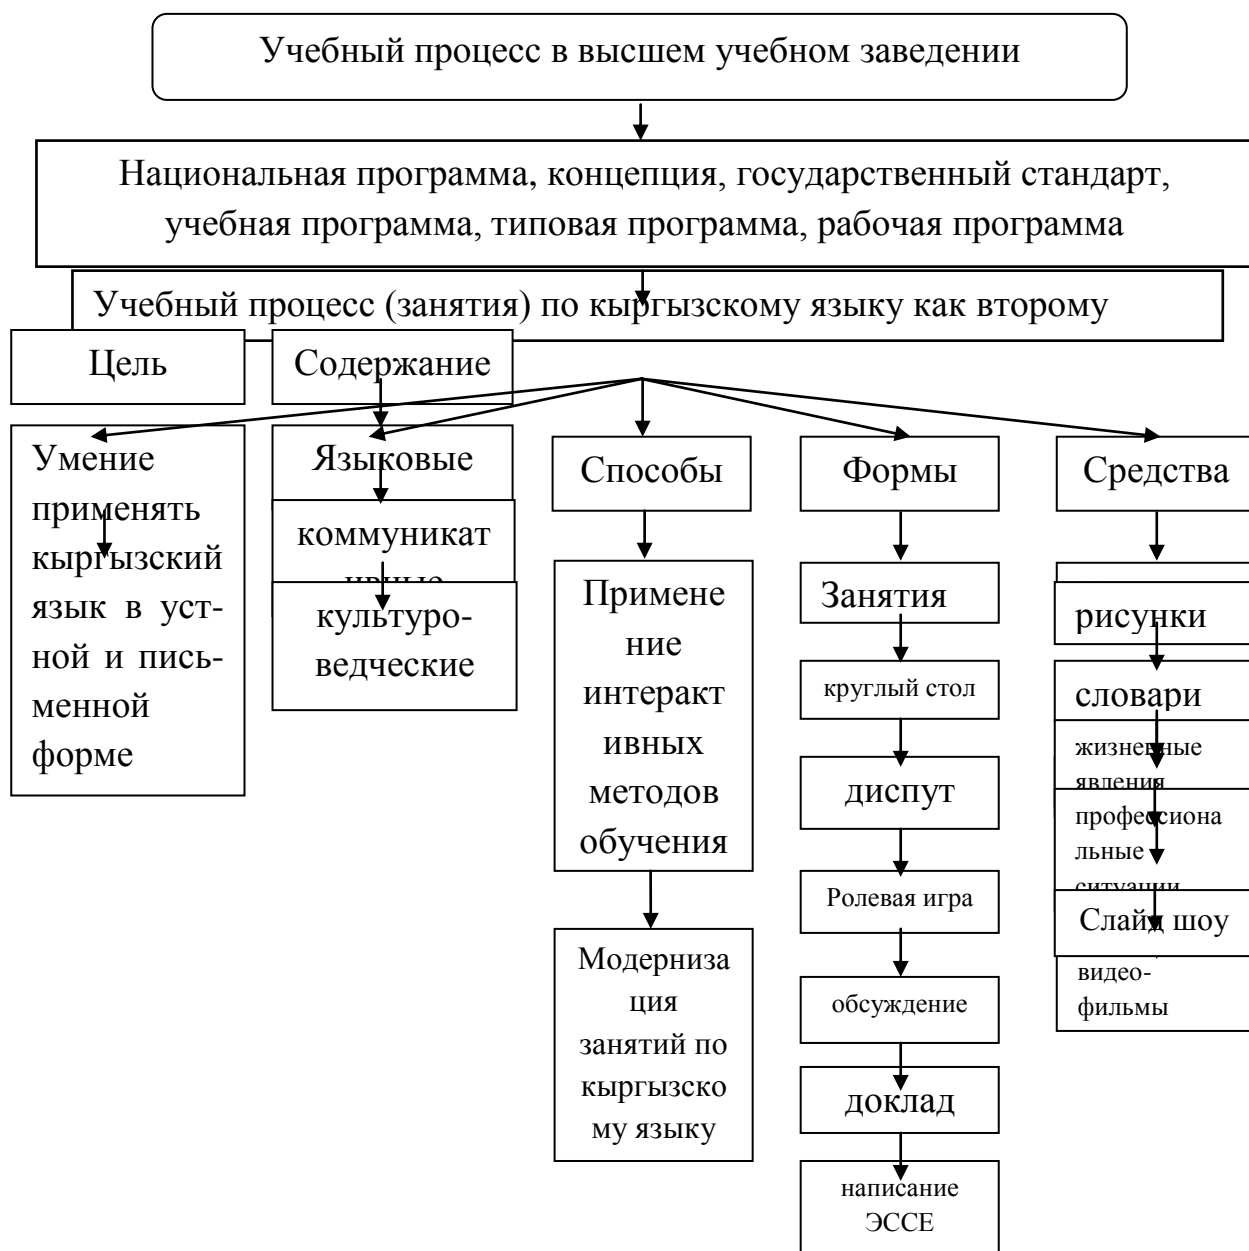 Учебный процесс в высшем учебном заведении
Национальная программа, концепция, государственный стандарт,
учебная программа, типовая программа, рабочая программа
Учебный процесс (занятия) по кыргызскому языку как второму
Цель
Содержание
Умение
применять
кыргызский
язык в уст-
ной и пись-
менной
форме
Языковые
коммуникат
ивные
культуро-
ведческие
Способы
Примене
ние
интеракт
ивных
методов
обучения
Модерниза
ция
занятий по
кыргызско
му языку
Формы
Занятия
круглый стол
диспут
Ролевая игра
обсуждение
доклад
написание
ЭССЕ
Средства
рисунки
словари
жизненные
явления
профессиона
льные
ситуации
Слайд шоу
видео-
фильмы